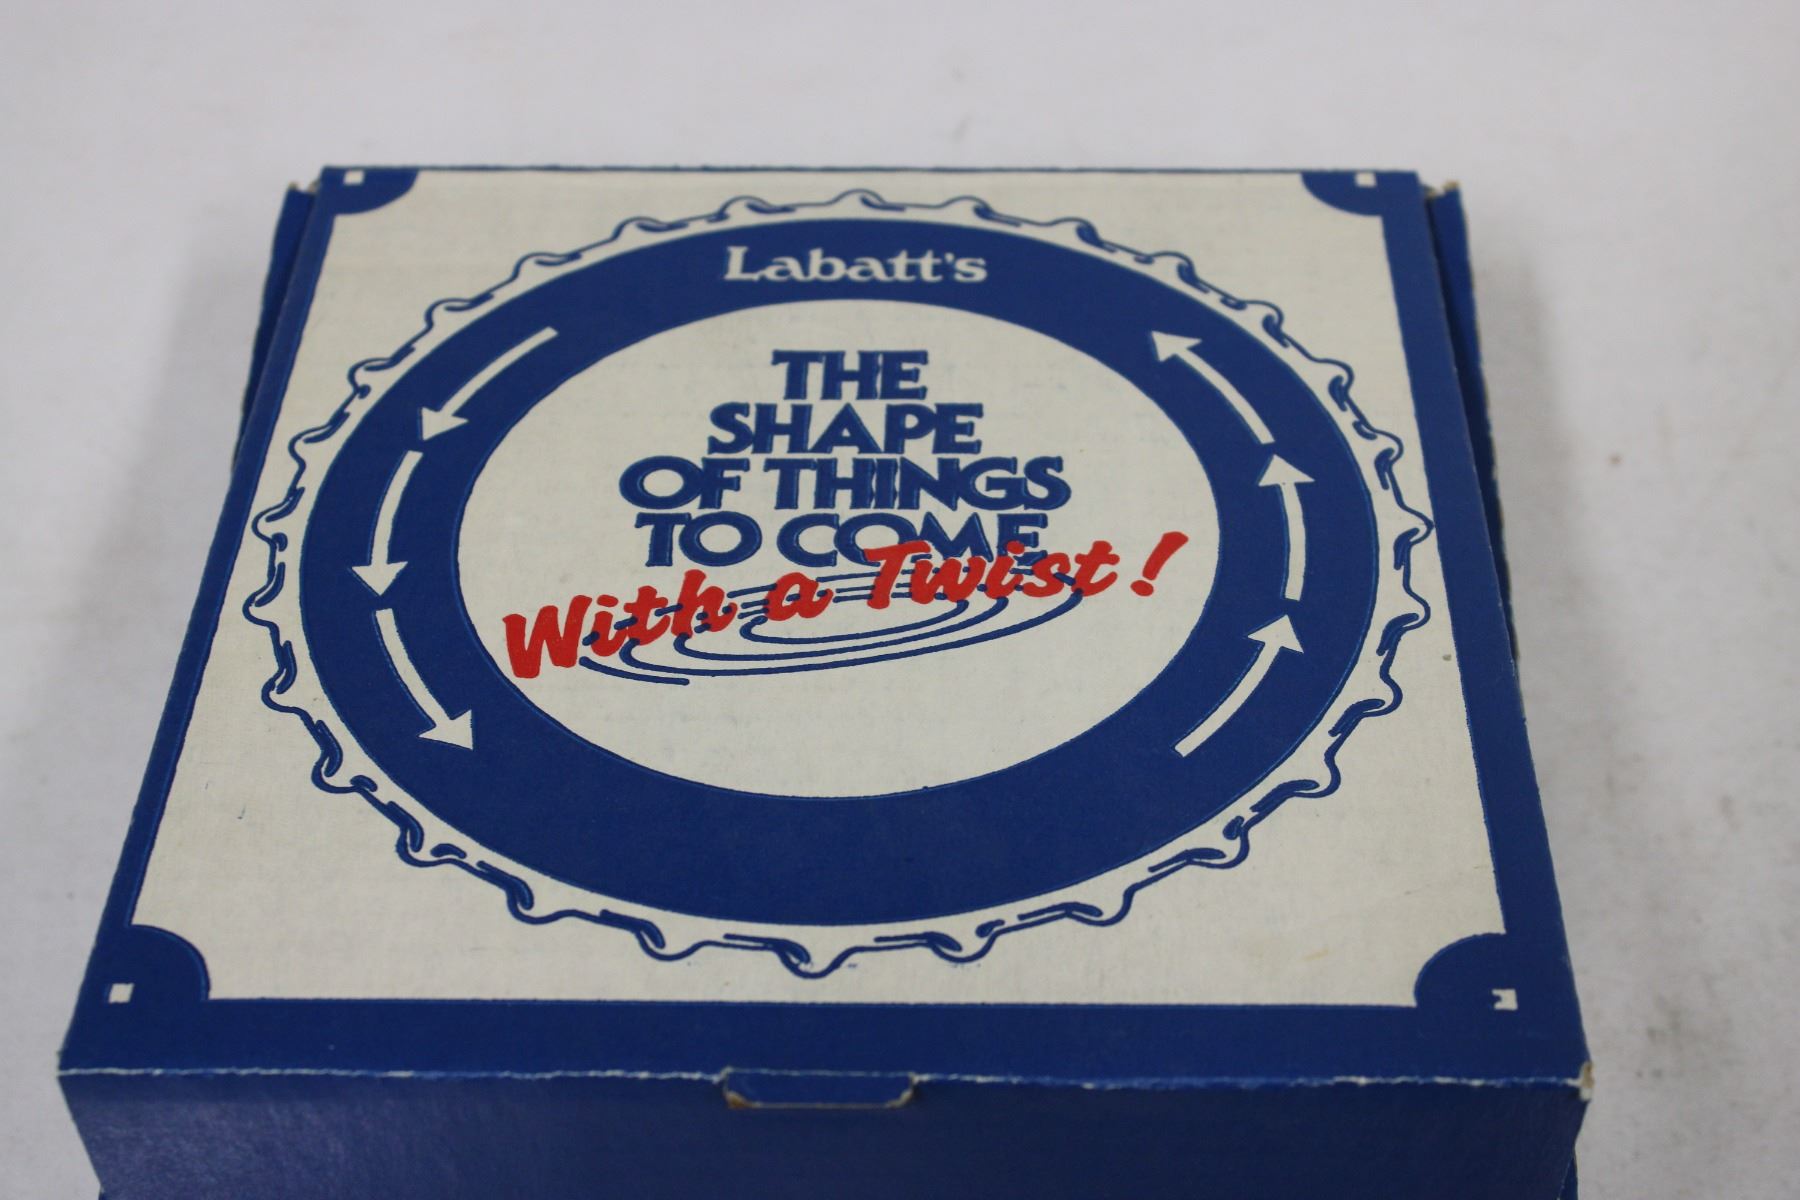 Labatt's
THE
SHAPE
OF THINGS
TO COME
With a Twist!